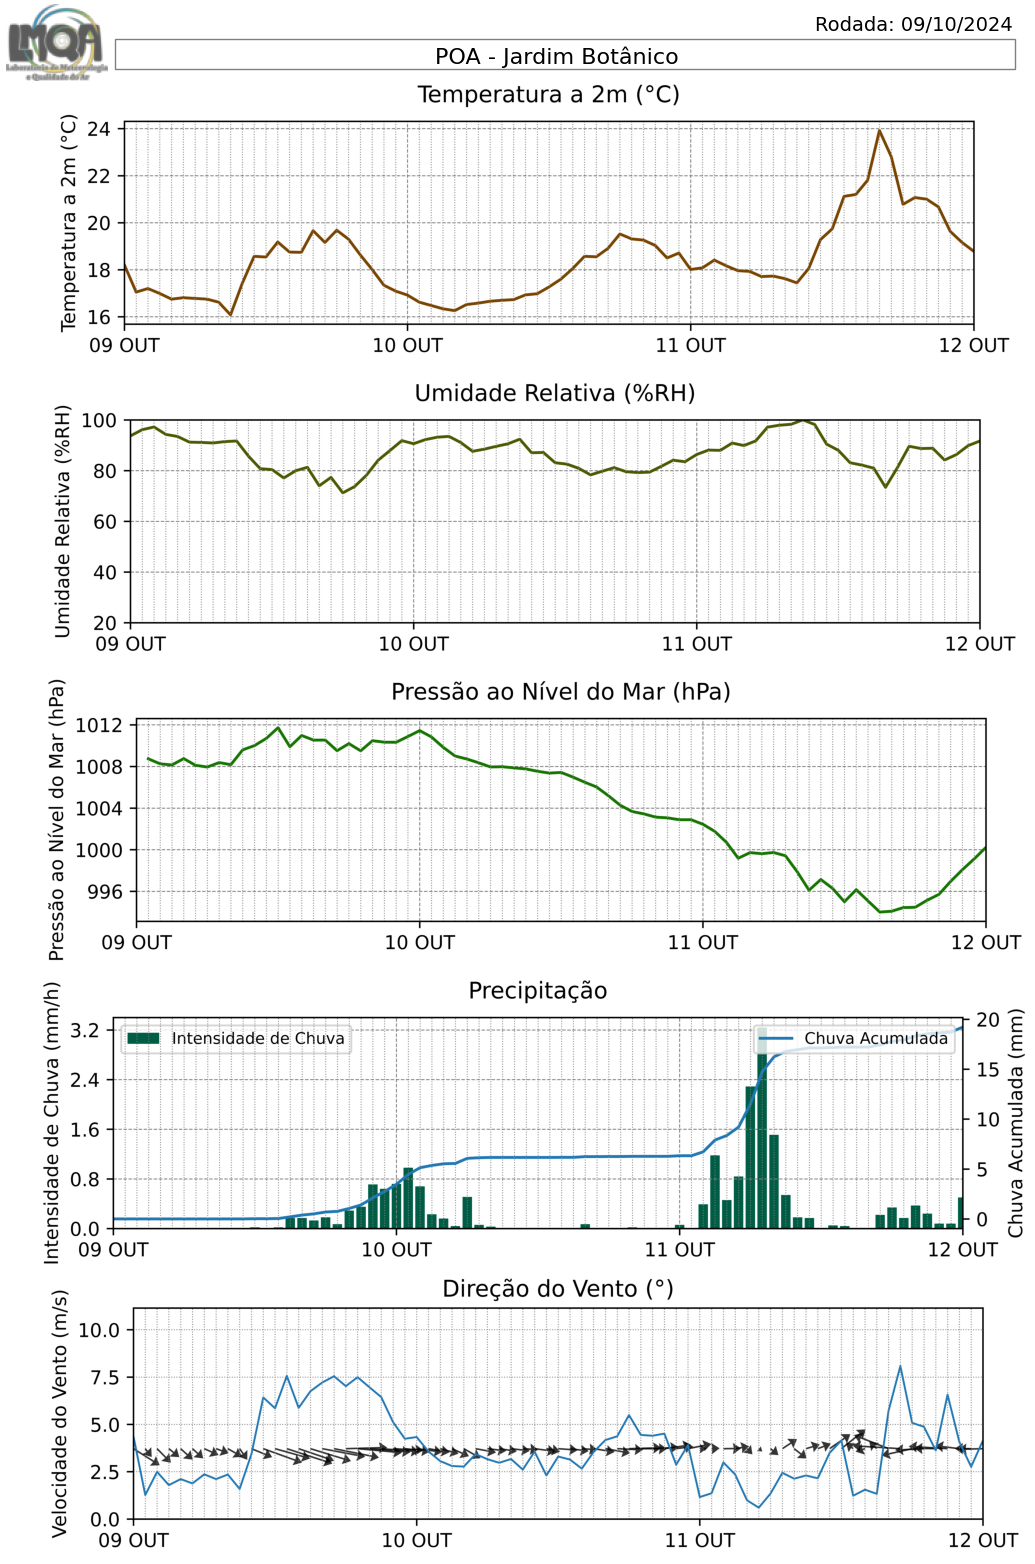 LMQA
Laboratório de Meteorologia
e Qualidade do Ar
Rodada: 09/10/2024
POA - Jardim Botânico
Temperatura a 2m (°C)
Temperatura a 2m (°C)
24
22
20
18
16
09 OUT 10 OUT 11 OUT 12 OUT
Umidade Relativa (%RH)
Umidade Relativa (%RH)
100
80
60
40
20
09 OUT 10 OUT 11 OUT 12 OUT
Pressão ao Nível do Mar (hPa)
Pressão ao Nível do Mar (hPa)
1012
1008
1004
1000
996
09 OUT 10 OUT 11 OUT 12 OUT
Precipitação
Intensidade de Chuva (mm/h)
3.2
2.4
1.6
0.8
0.0
Intensidade de Chuva
Chuva Acumulada
20
15
10
5
0
Chuva Acumulada (mm)
09 OUT 10 OUT 11 OUT 12 OUT
Direção do Vento (°)
Velocidade do Vento (m/s)
10.0
7.5
5.0
2.5
0.0
09 OUT 10 OUT 11 OUT 12 OUT